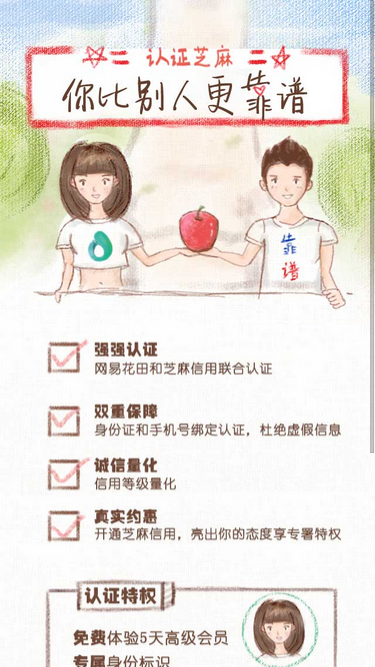 认证芝麻
你比别人更靠谱
靠
谱
强强认证
网易花田和芝麻信用联合认证
双重保障
身份证和手机号绑定认证，杜绝虚假信息
诚信量化
信用等级量化
真实约惠
开通芝麻信用，亮出你的态度享专署特权
认证特权
免费体验5天高级会员
专属身份标识